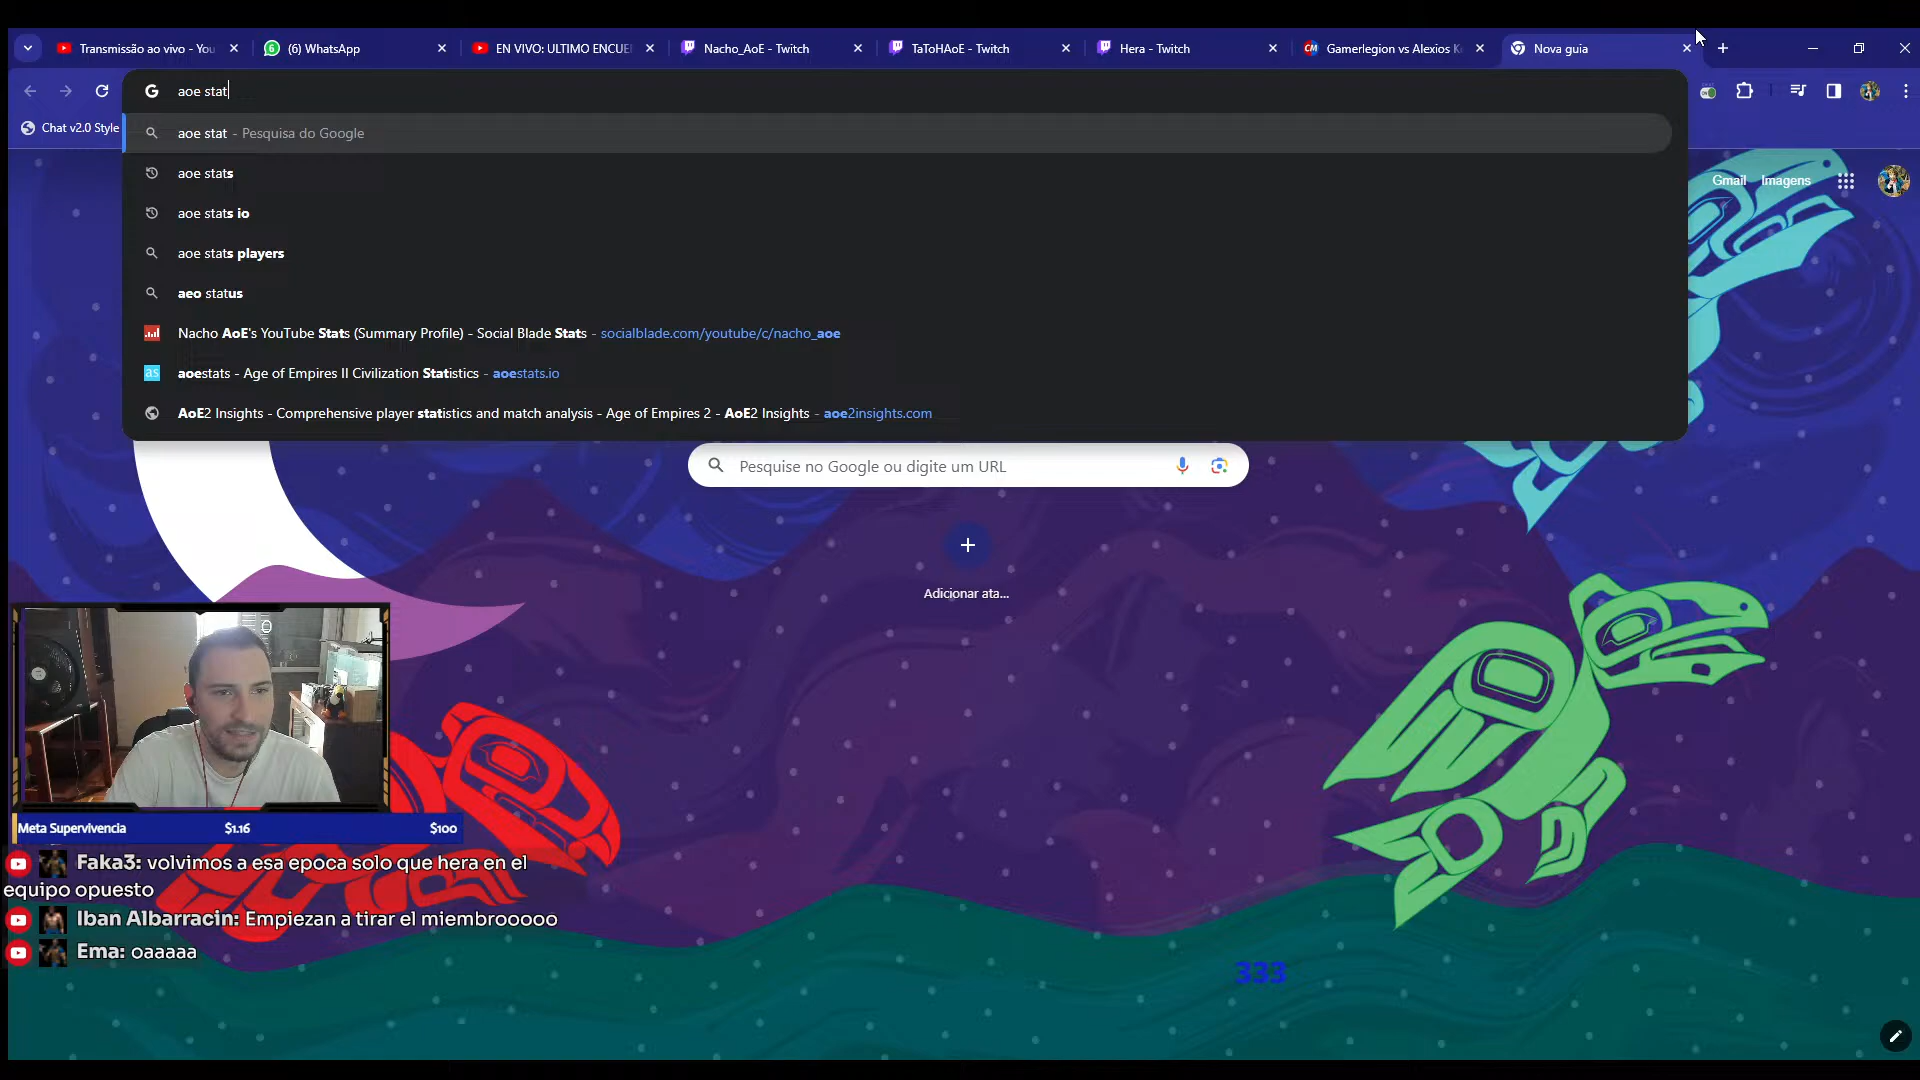 Transmissão ao vivo - You
(6) WhatsApp
EN VIVO: ULTIMO ENCUE
Nacho_AoE - Twitch
TaToHAoE - Twitch
Hera - Twitch
CM Gamerlegion vs Alexios K
Nova guia
G aoe stat
Chat v2.0 Style
aoe stat - Pesquisa do Google
aoe stats
aoe stats io
aoe stats players
aeo status
Nacho AoE's YouTube Stats (Summary Profile) - Social Blade Stats - socialblade.com/youtube/c/nacho_aoe
as aoestats - Age of Empires II Civilization Statistics - aoestats.io
AoE2 Insights - Comprehensive player statistics and match analysis - Age of Empires 2 - AoE2 Insights - aoe2insights.com
Gmail Imagens
Pesquise no Google ou digite um URL
Adicionar ata...
Meta Supervivencia $1.16 $100
Faka3: volvimos a esa epoca solo que hera en el
equipo opuesto
Iban Albarracin: Empiezan a tirar el miembrooooo
Ema: oaaaaa
333